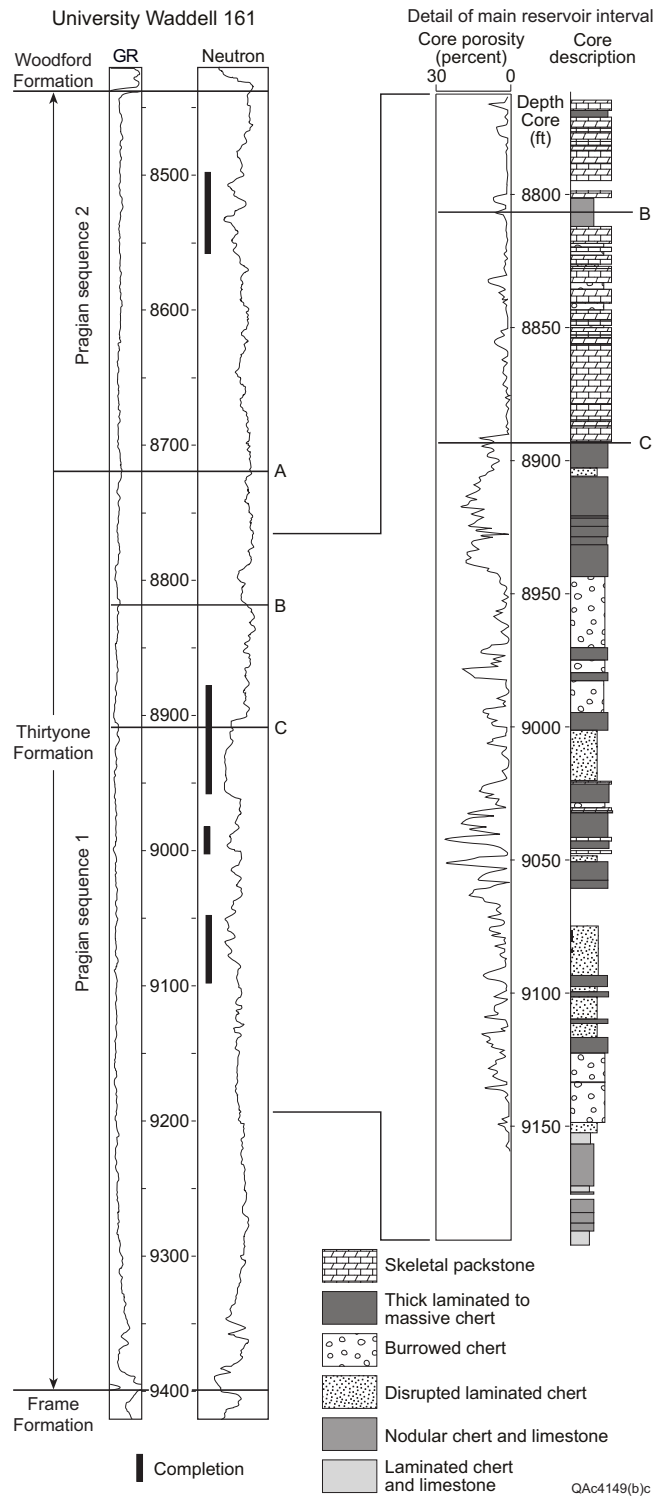 University Waddell 161
GR
Neutron
Woodford
Formation
8500
8600
8700
8800
8900
9000
9100
9200
9300
9400
A
B
C
Pragian sequence 2
Thirtyone
Formation
Pragian sequence 1
Frame
Formation
Completion
Detail of main reservoir interval
Core porosity
(percent)
30
0
Core
description
Depth
Core
(ft)
8800
B
8850
C
8900
8950
9000
9050
9100
9150
Skeletal packstone
Thick laminated to
massive chert
Burrowed chert
Disrupted laminated chert
Nodular chert and limestone
Laminated chert
and limestone
QAc4149(b)c